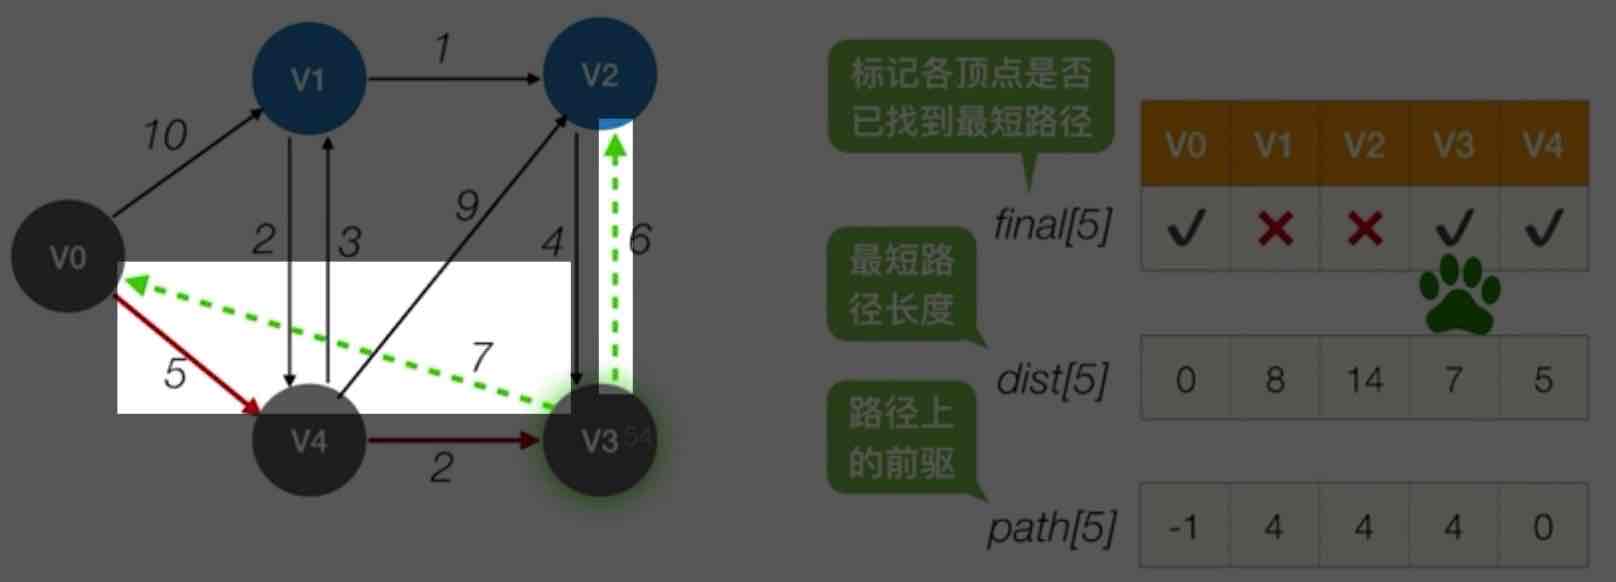 1
V1
V2
10
9
2
3
4
6
V0
7
5
V4
V3
2
标记各顶点是否
已找到最短路径
V0 V1 V2 V3 V4
final[5]
最短路
径长度
dist[5] 0 8 14 7 5
路径上
的前驱
path[5] -1 4 4 4 0